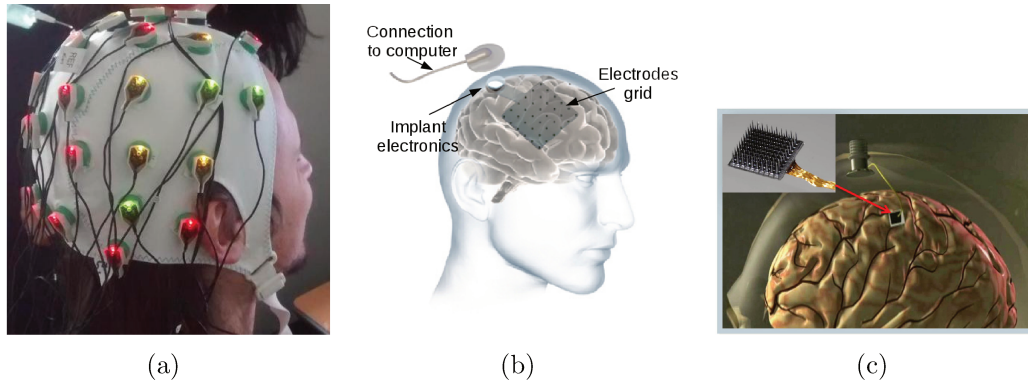 Connection
to computer
Electrodes
grid
Implant
electronics
(a)
(b)
(c)